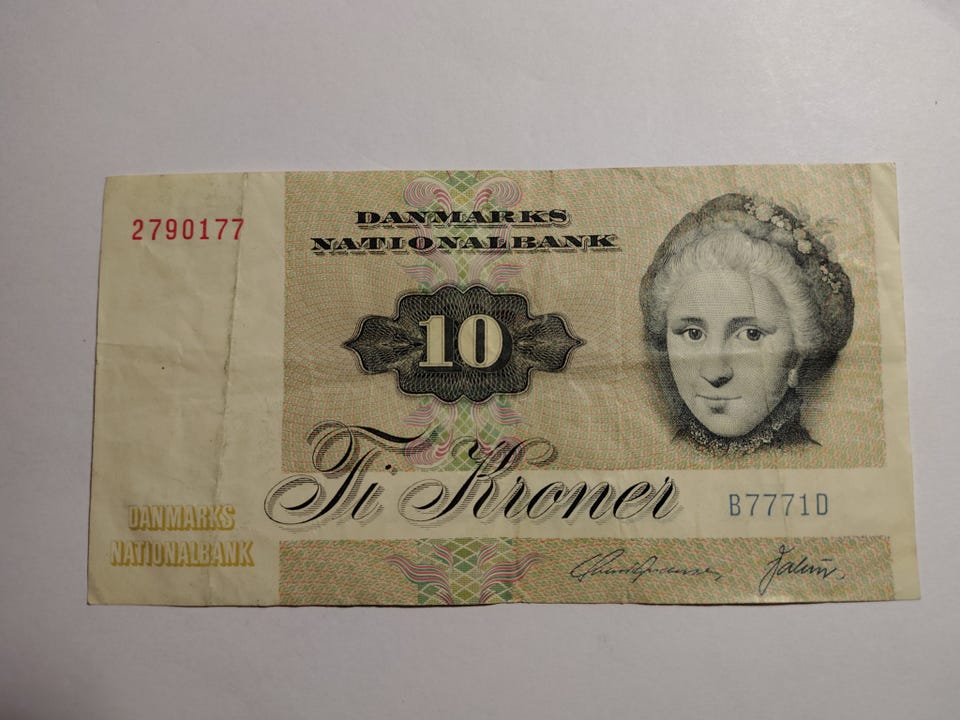 2790177
DANMARKS
NATIONALBANK
10
Ti Kroner
B7771D
DANMARKS
NATIONALBANK